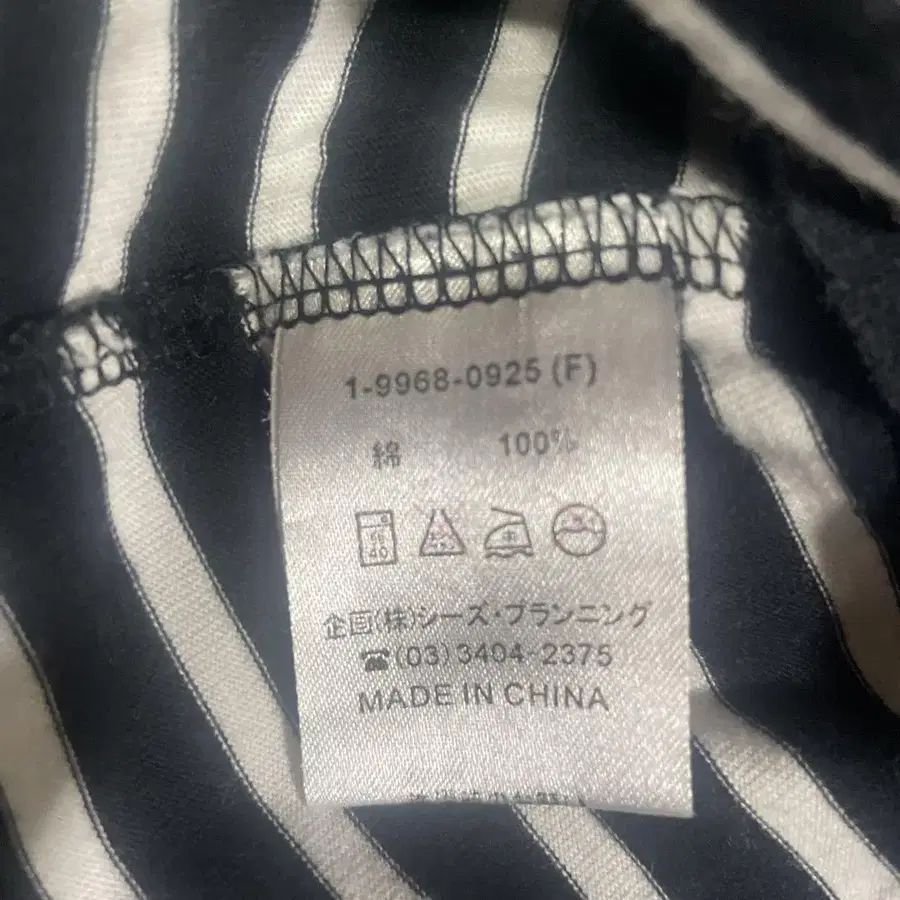 1-9968-0925 (F)
綿 100%
40
企画(株)シーズ・プランニング
☎(03)3404-2375
MADE IN CHINA